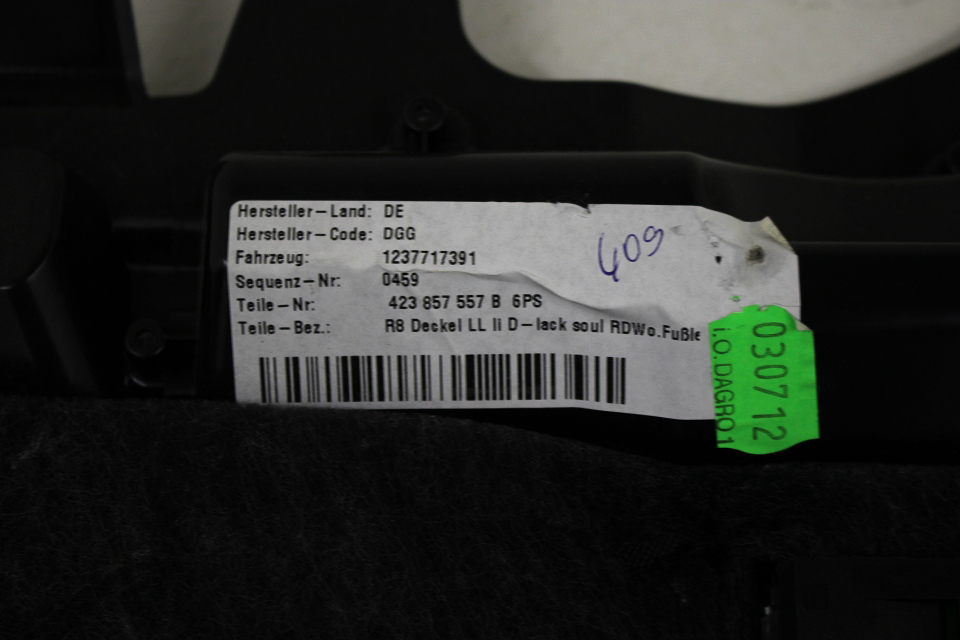 Hersteller-Land: DE
Hersteller-Code: DGG
Fahrzeug: 1237717391
Sequenz-Nr: 0459
Teile-Nr: 423 857 557 B 6PS
Teile-Bez.: R8 Deckel LL li D-lack soul RDWo.Fußle
409
030712
i.O.DAGRO1